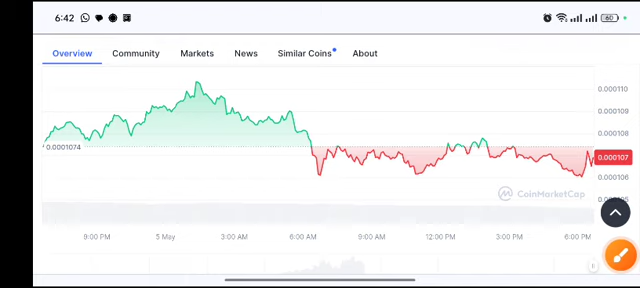 6:42
60
Overview Community Markets News Similar Coins About
0.000110
0.000109
0.000108
0.0001074
0.000107
0.000106
CoinMarketCap
9:00 PM 5 May 3:00 AM 6:00 AM 9:00 AM 12:00 PM 3:00 PM 6:00 PM